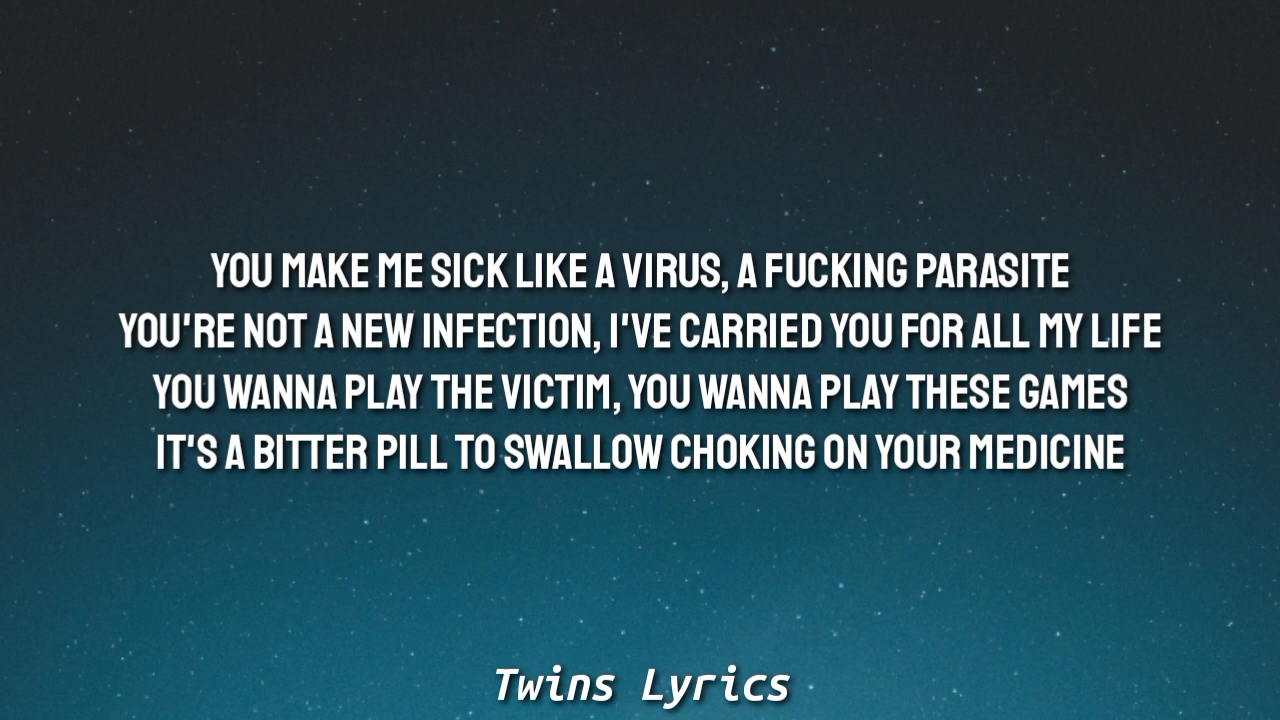 YOU MAKE ME SICK LIKE A VIRUS, A FUCKING PARASITE
YOU'RE NOT A NEW INFECTION, I'VE CARRIED YOU FOR ALL MY LIFE
YOU WANNA PLAY THE VICTIM, YOU WANNA PLAY THESE GAMES
IT'S A BITTER PILL TO SWALLOW CHOKING ON YOUR MEDICINE
Twins Lyrics